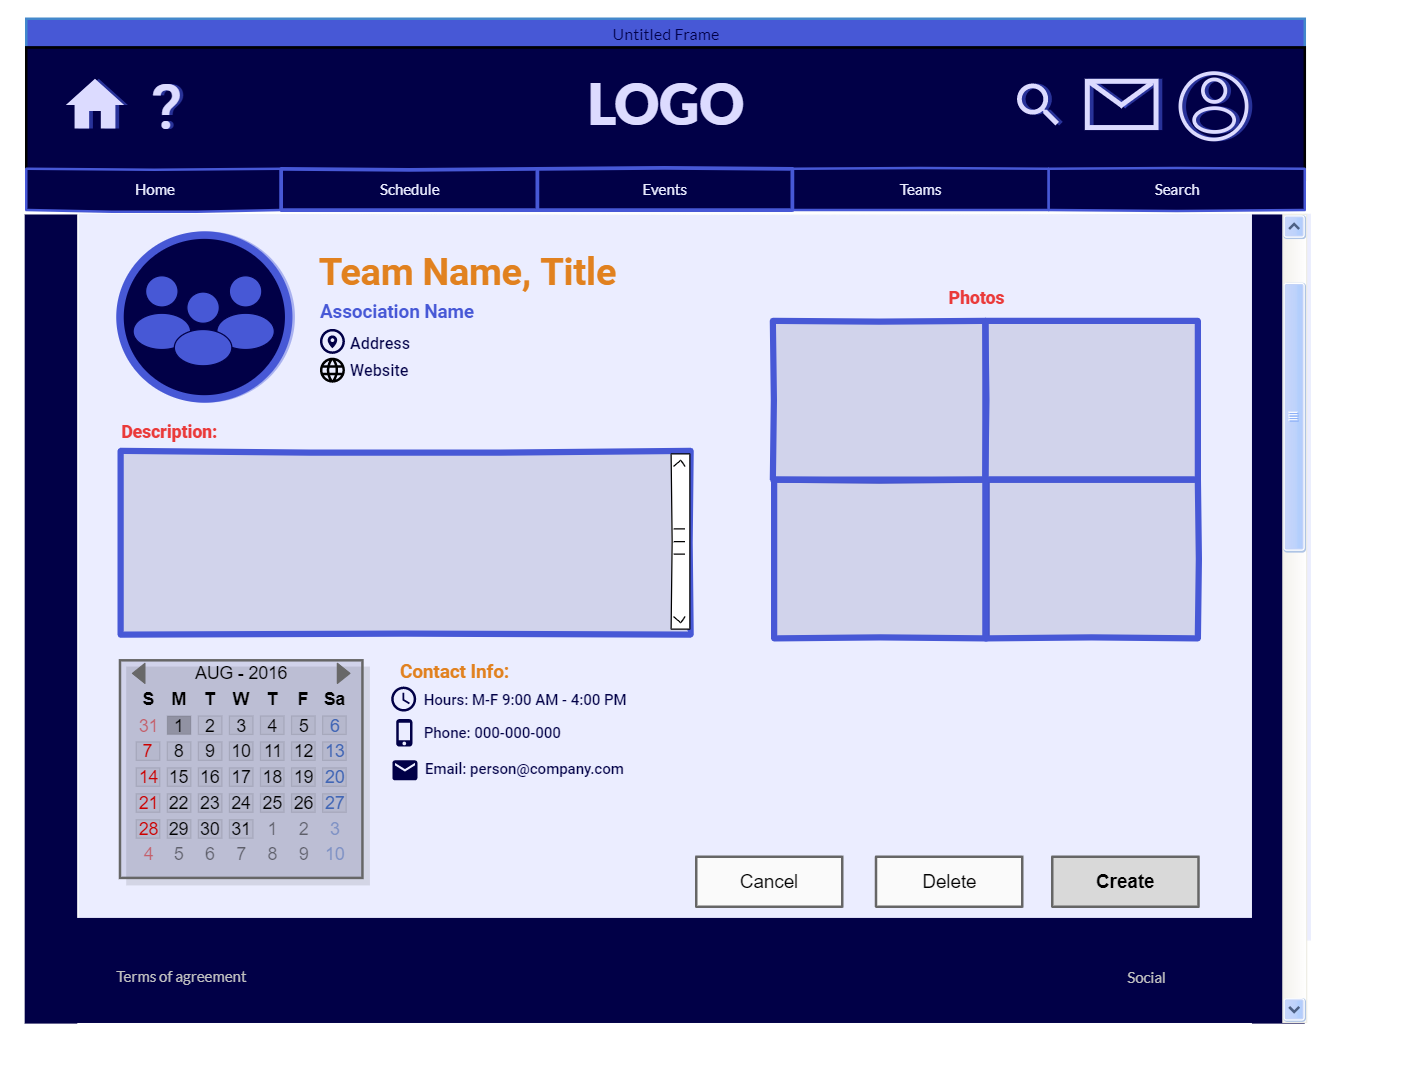 Untitled Frame
?
LOGO
Home Schedule Events Teams Search
Team Name, Title
Association Name
Address
Website
Photos
Description:
AUG - 2016
S M T W T F Sa
31 1 2 3 4 5 6
7 8 9 10 11 12 13
14 15 16 17 18 19 20
21 22 23 24 25 26 27
28 29 30 31 1 2 3
4 5 6 7 8 9 10
Contact Info:
Hours: M-F 9:00 AM - 4:00 PM
Phone: 000-000-000
Email: person@company.com
Cancel Delete Create
Terms of agreement Social